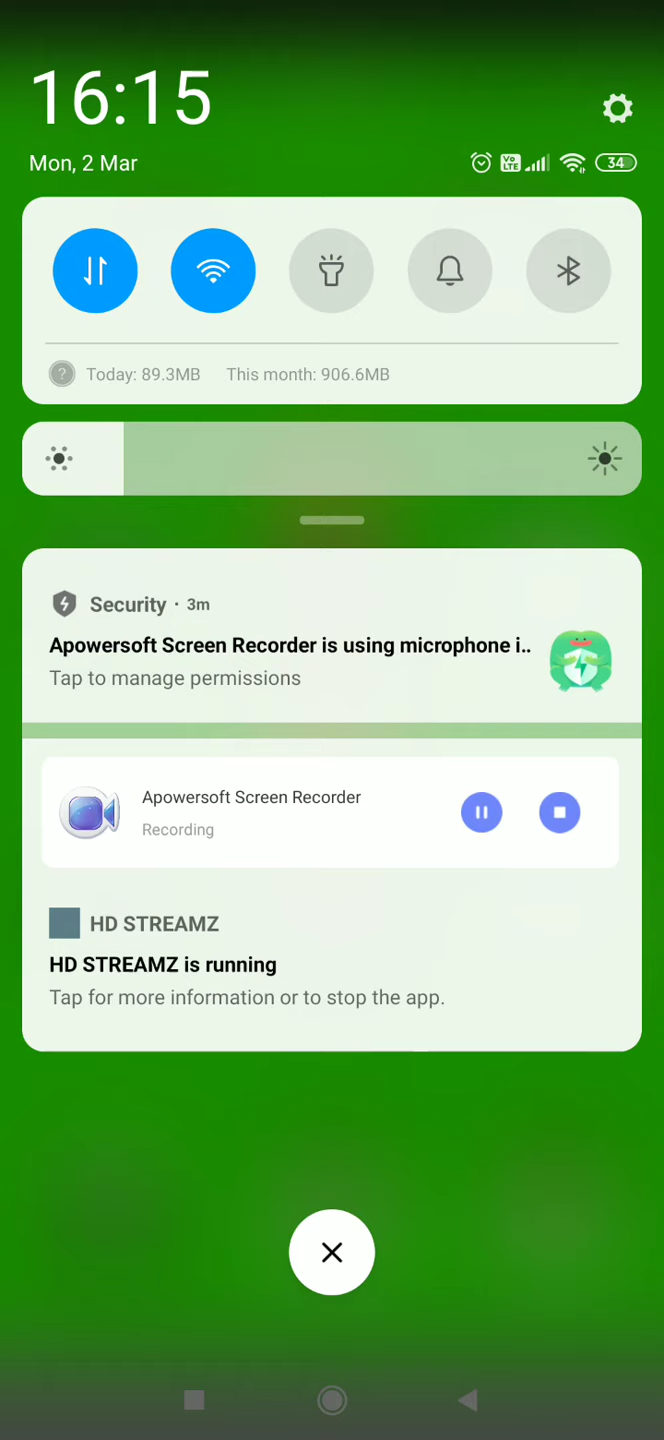 16:15
Mon, 2 Mar
Vo LTE
34
? Today: 89.3MB This month: 906.6MB
Security · 3m
Apowersoft Screen Recorder is using microphone i..
Tap to manage permissions
Apowersoft Screen Recorder
Recording
HD STREAMZ
HD STREAMZ is running
Tap for more information or to stop the app.